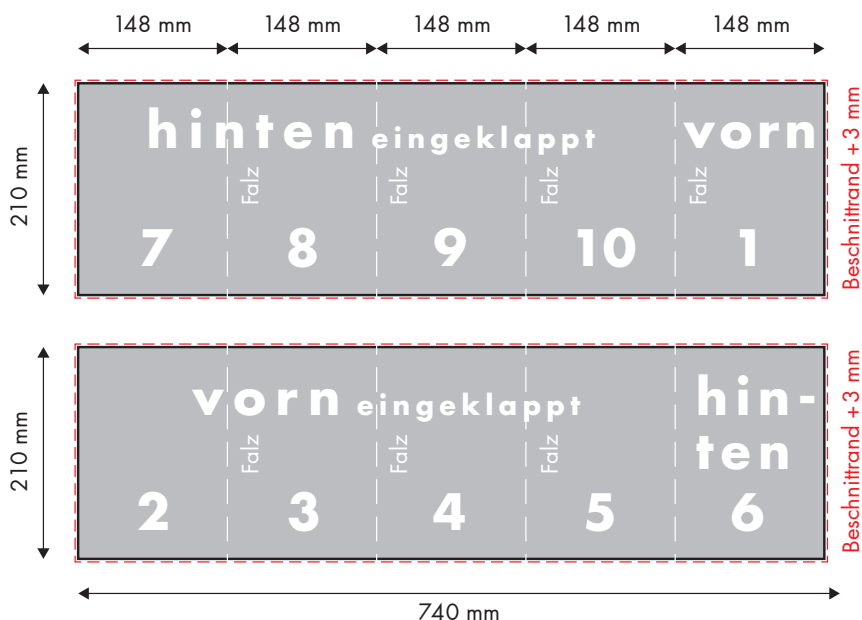 148 mm 148 mm 148 mm 148 mm 148 mm
210 mm
hinten eingeklappt vorn
Falz Falz Falz Falz
7 8 9 10 1
Beschnittrand +3 mm
210 mm
vorn eingeklappt hin-
ten
Falz Falz Falz
2 3 4 5 6
Beschnittrand +3 mm
740 mm